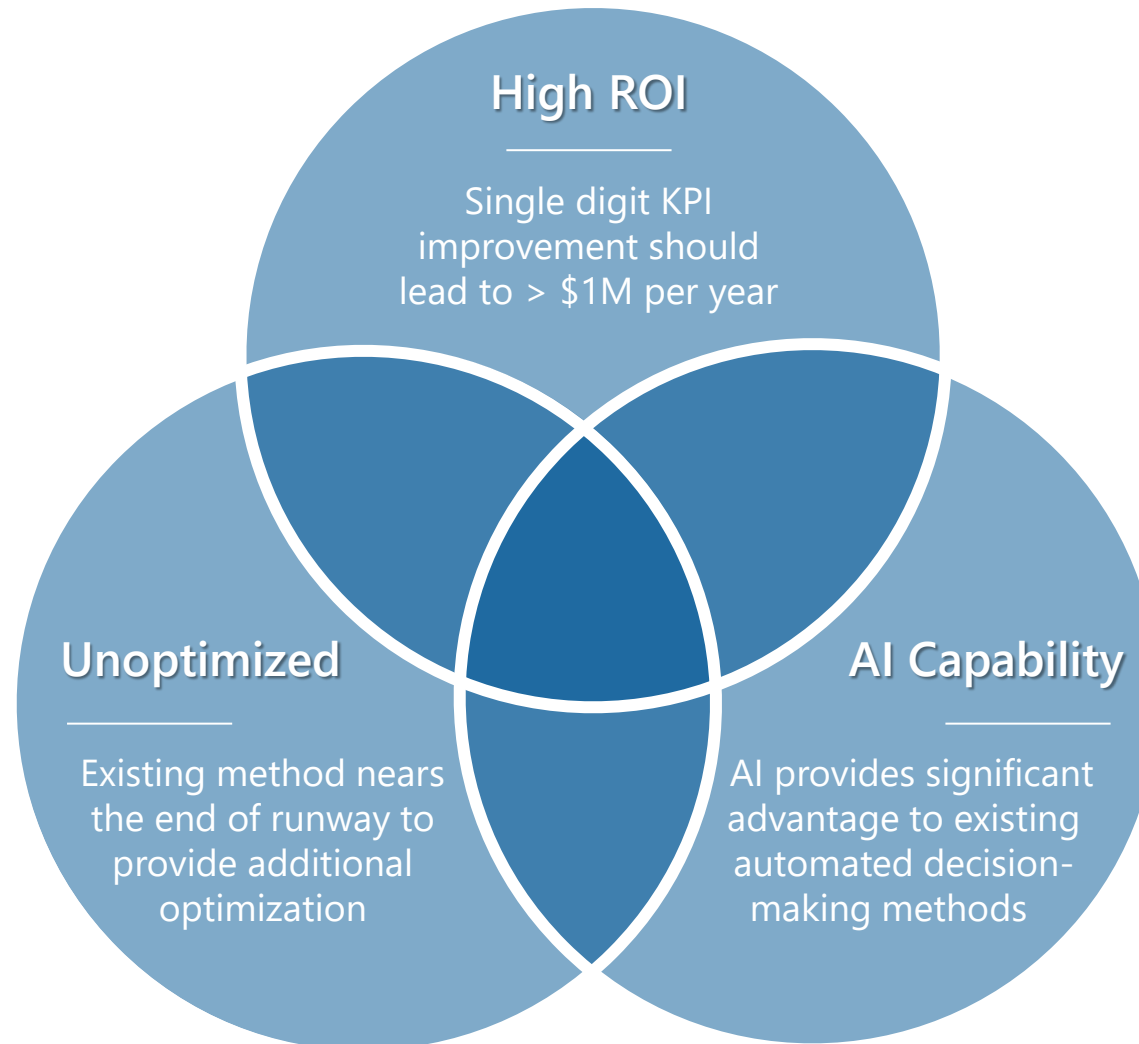 High ROI
Single digit KPI
improvement should
lead to > $1M per year
Unoptimized
Existing method nears
the end of runway to
provide additional
optimization
AI Capability
AI provides significant
advantage to existing
automated decision-
making methods